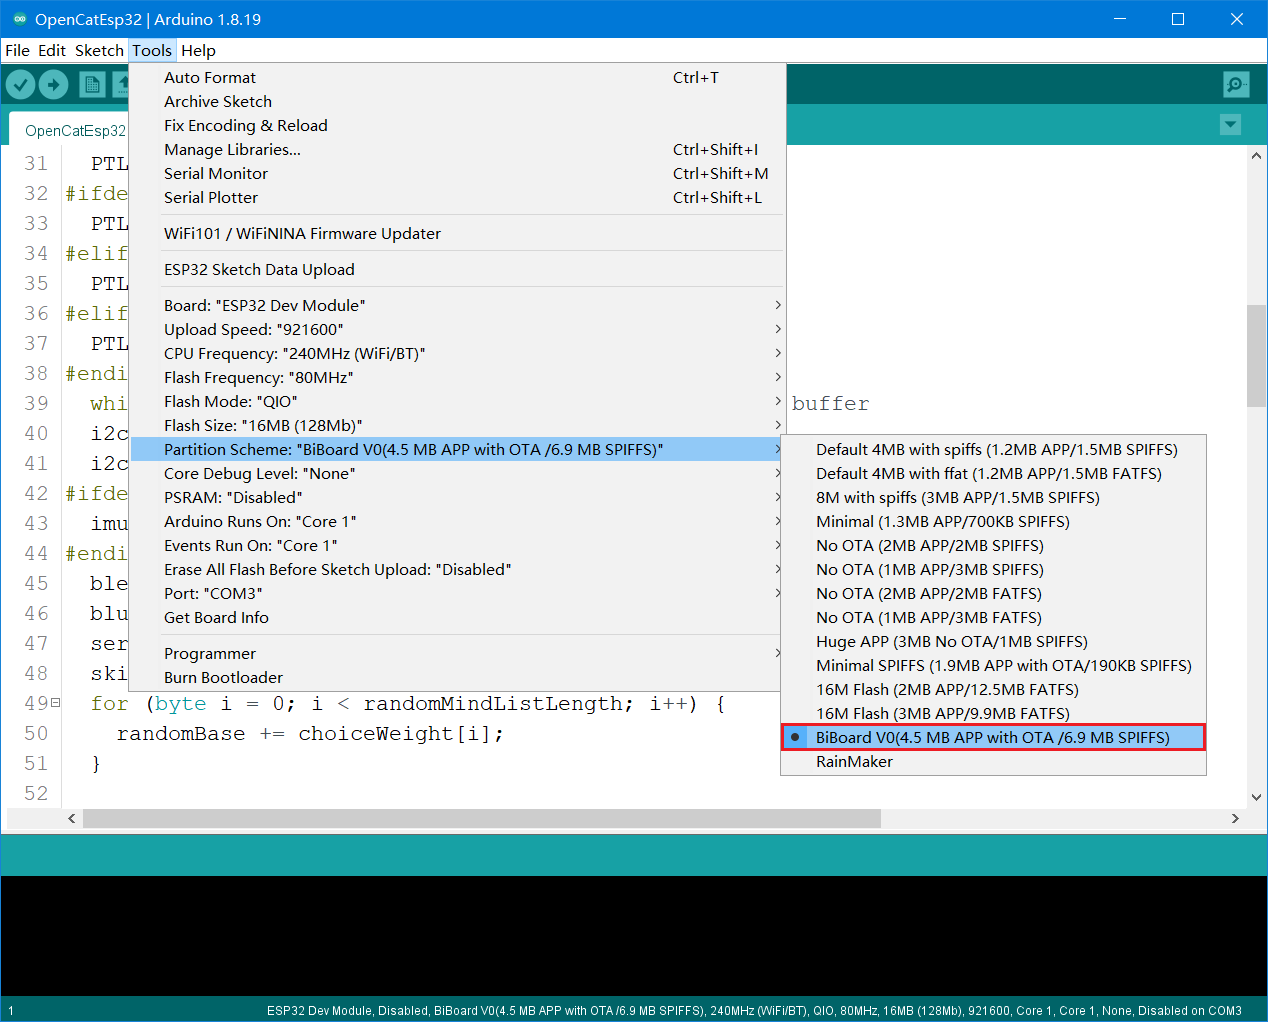 OpenCatEsp32 | Arduino 1.8.19
File Edit Sketch Tools Help
OpenCatEsp32
Auto Format Ctrl+T
Archive Sketch
Fix Encoding & Reload
Manage Libraries... Ctrl+Shift+I
Serial Monitor Ctrl+Shift+M
Serial Plotter Ctrl+Shift+L
WiFi101 / WiFiNINA Firmware Updater
ESP32 Sketch Data Upload
Board: "ESP32 Dev Module"
Upload Speed: "921600"
CPU Frequency: "240MHz (WiFi/BT)"
Flash Frequency: "80MHz"
Flash Mode: "QIO"
Flash Size: "16MB (128Mb)"
Partition Scheme: "BiBoard V0(4.5 MB APP with OTA /6.9 MB SPIFFS)"
Core Debug Level: "None"
PSRAM: "Disabled"
Arduino Runs On: "Core 1"
Events Run On: "Core 1"
Erase All Flash Before Sketch Upload: "Disabled"
Port: "COM3"
Get Board Info
Programmer
Burn Bootloader
Default 4MB with spiffs (1.2MB APP/1.5MB SPIFFS)
Default 4MB with ffat (1.2MB APP/1.5MB FATFS)
8M with spiffs (3MB APP/1.5MB SPIFFS)
Minimal (1.3MB APP/700KB SPIFFS)
No OTA (2MB APP/2MB SPIFFS)
No OTA (1MB APP/3MB SPIFFS)
No OTA (2MB APP/2MB FATFS)
No OTA (1MB APP/3MB FATFS)
Huge APP (3MB No OTA/1MB SPIFFS)
Minimal SPIFFS (1.9MB APP with OTA/190KB SPIFFS)
16M Flash (2MB APP/12.5MB FATFS)
16M Flash (3MB APP/9.9MB FATFS)
BiBoard V0(4.5 MB APP with OTA /6.9 MB SPIFFS)
RainMaker
31 PTL
32 #ifde
33 PTL
34 #elif
35 PTL
36 #elif
37 PTL
38 #endi
39 whi buffer
40 i2c
41 i2c
42 #ifde
43 imu
44 #endi
45 ble
46 blu
47 ser
48 ski
49 for (byte i = 0; i < randomMindListLength; i++) {
50 randomBase += choiceWeight[i];
51 }
52
1 ESP32 Dev Module, Disabled, BiBoard V0(4.5 MB APP with OTA /6.9 MB SPIFFS), 240MHz (WiFi/BT), QIO, 80MHz, 16MB (128Mb), 921600, Core 1, Core 1, None, Disabled on COM3